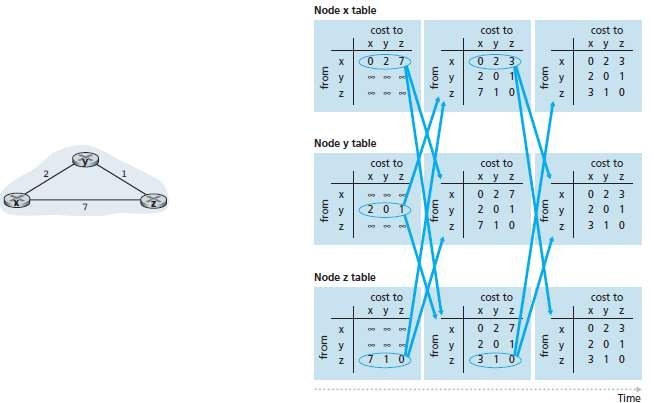 y
2
1
x
7
z
Node x table
cost to cost to cost to
x y z x y z x y z
from x 0 2 7 from x 0 2 3 from x 0 2 3
y ∞ ∞ ∞ y 2 0 1 y 2 0 1
z ∞ ∞ ∞ z 7 1 0 z 3 1 0
Node y table
cost to cost to cost to
x y z x y z x y z
from x ∞ ∞ ∞ from x 0 2 7 from x 0 2 3
y 2 0 1 y 2 0 1 y 2 0 1
z ∞ ∞ ∞ z 7 1 0 z 3 1 0
Node z table
cost to cost to cost to
x y z x y z x y z
from x ∞ ∞ ∞ from x 0 2 7 from x 0 2 3
y ∞ ∞ ∞ y 2 0 1 y 2 0 1
z 7 1 0 z 3 1 0 z 3 1 0
Time